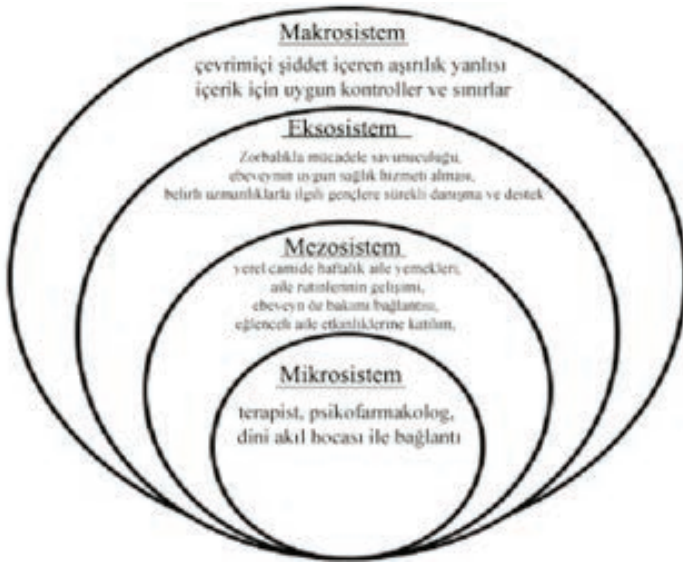 Makrosistem
çevrimiçi şiddet içeren aşırılık yanlısı
içerik için uygun kontroller ve sınırlar
Eksosistem
Zorbalıkla mücadele savunuculuğu,
ebeveynin uygun sağlık hizmeti alması,
belirli uzmanlıklarla ilgili gençlere sürekli danışma ve destek
Mezosistem
yerel camide haftalık aile yemekleri,
aile rutinlerinin gelişimi,
ebeveyn öz bakımı bağlantısı,
eğlenceli aile etkinliklerine katılım,
Mikrosistem
terapist, psikofarmakolog,
dini akıl hocası ile bağlantı